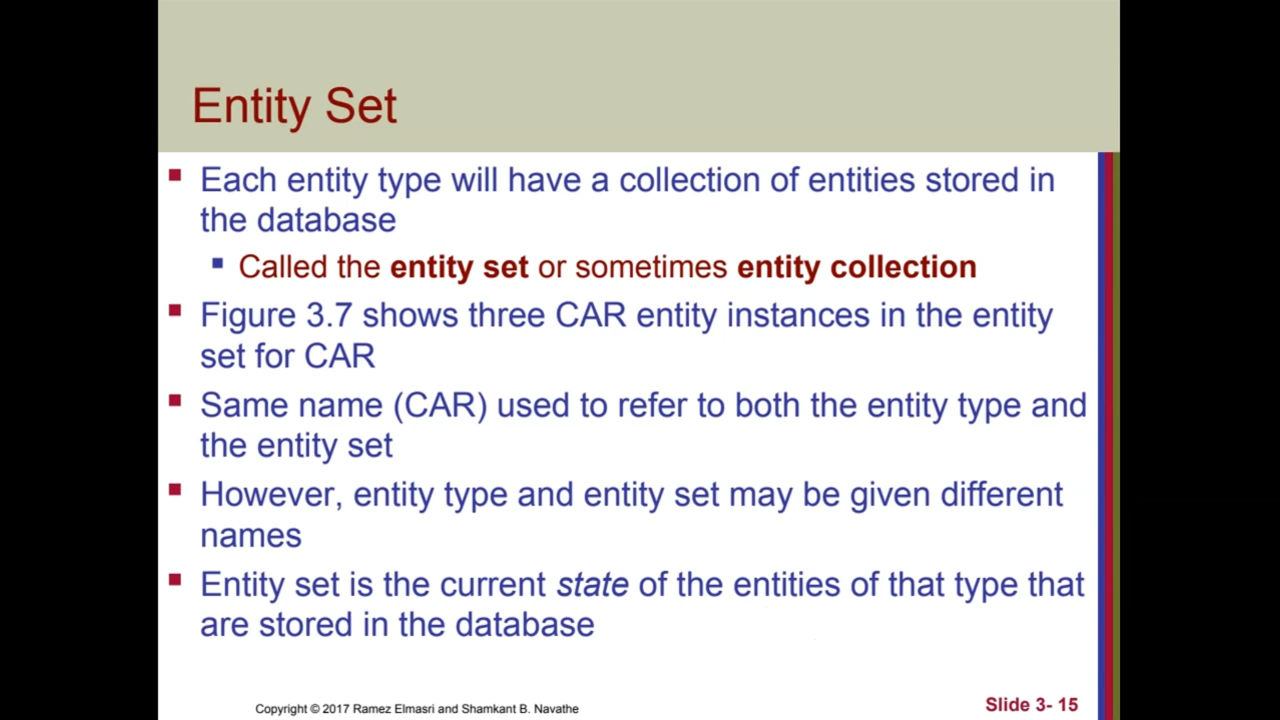 Entity Set
Each entity type will have a collection of entities stored in
the database
Called the entity set or sometimes entity collection
Figure 3.7 shows three CAR entity instances in the entity
set for CAR
Same name (CAR) used to refer to both the entity type and
the entity set
However, entity type and entity set may be given different
names
Entity set is the current state of the entities of that type that
are stored in the database
Copyright © 2017 Ramez Elmasri and Shamkant B. Navathe
Slide 3- 15